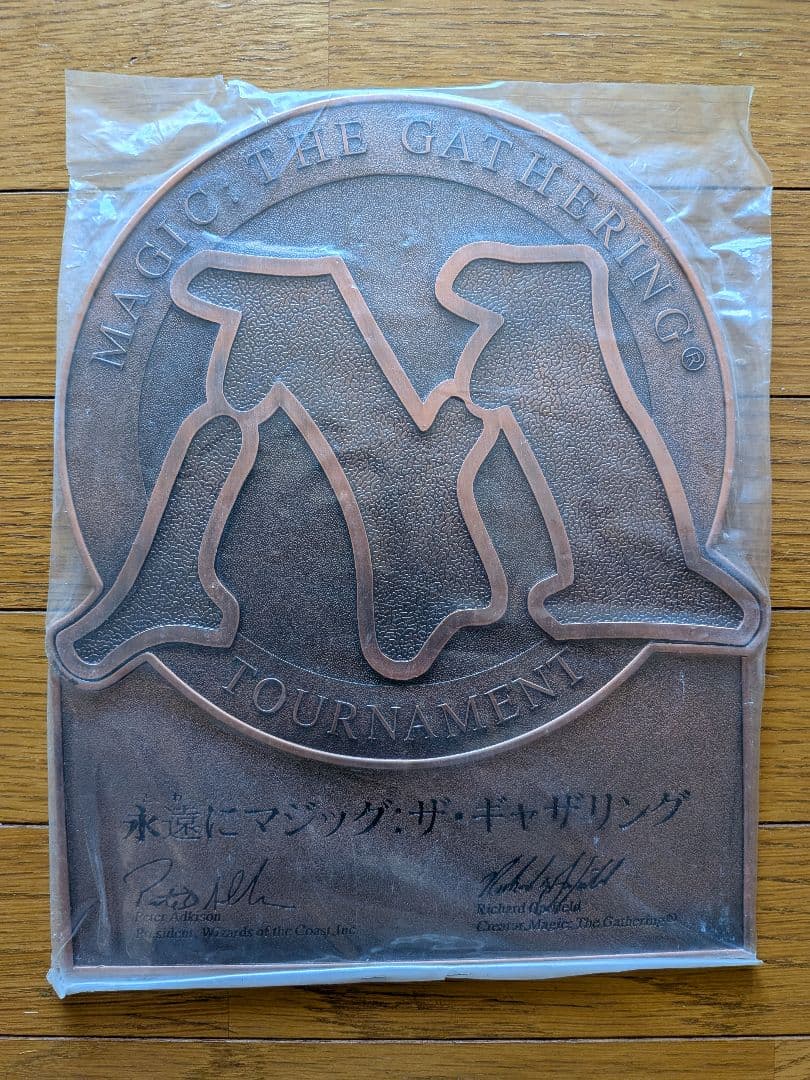 MAGIC: THE GATHERING®
M
TOURNAMENT
永遠にマジッグ:ザ・ギャザリング
Peter Adkison
President, Wizards of the Coast, Inc
Richard Garfield
Creator, Magic: The Gathering®